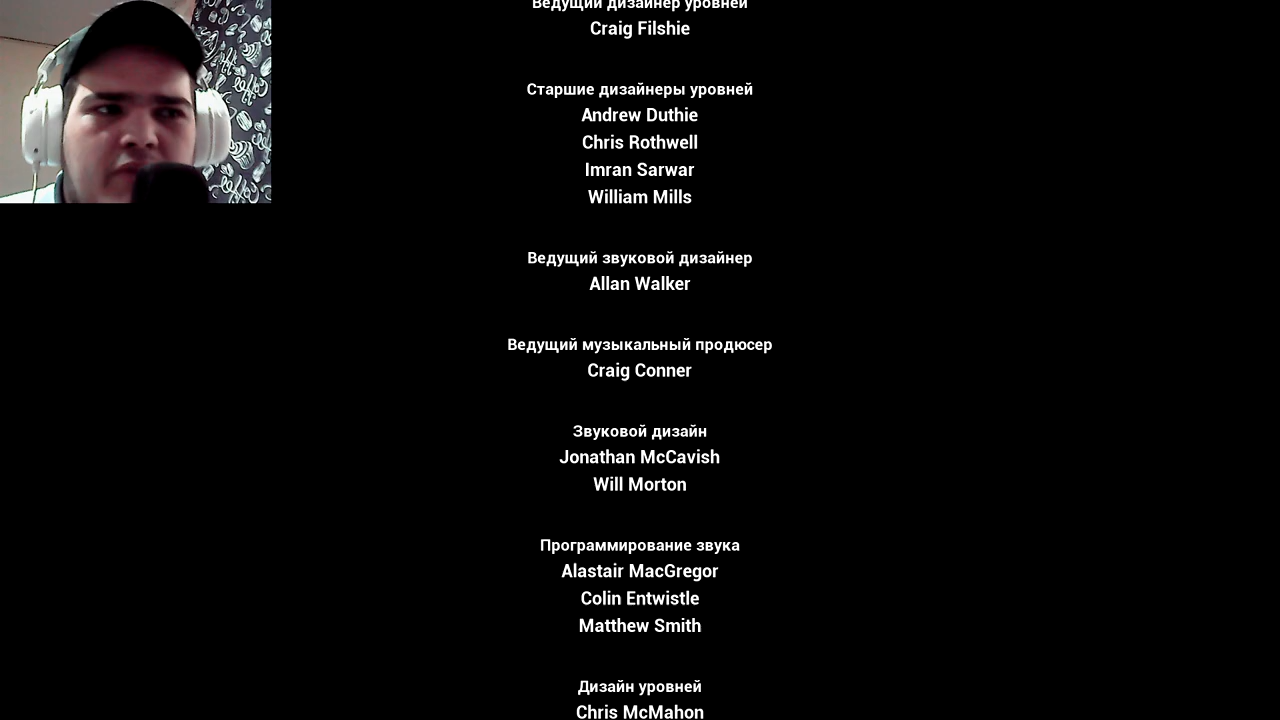 Ведущий дизайнер уровней
Craig Filshie
Старшие дизайнеры уровней
Andrew Duthie
Chris Rothwell
Imran Sarwar
William Mills
Ведущий звуковой дизайнер
Allan Walker
Ведущий музыкальный продюсер
Craig Conner
Звуковой дизайн
Jonathan McCavish
Will Morton
Программирование звука
Alastair MacGregor
Colin Entwistle
Matthew Smith
Дизайн уровней
Chris McMahon